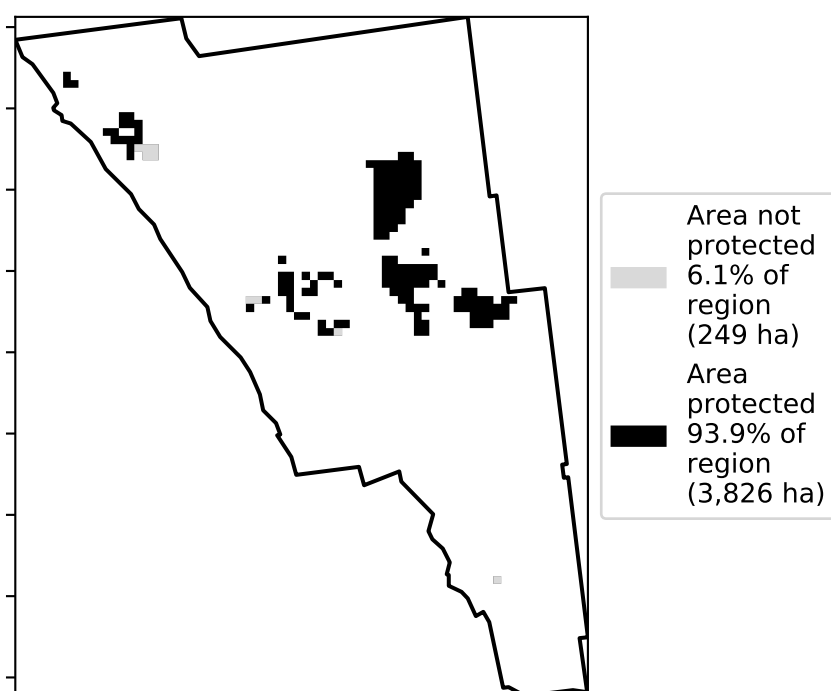 Area not
protected
6.1% of
region
(249 ha)
Area
protected
93.9% of
region
(3,826 ha)